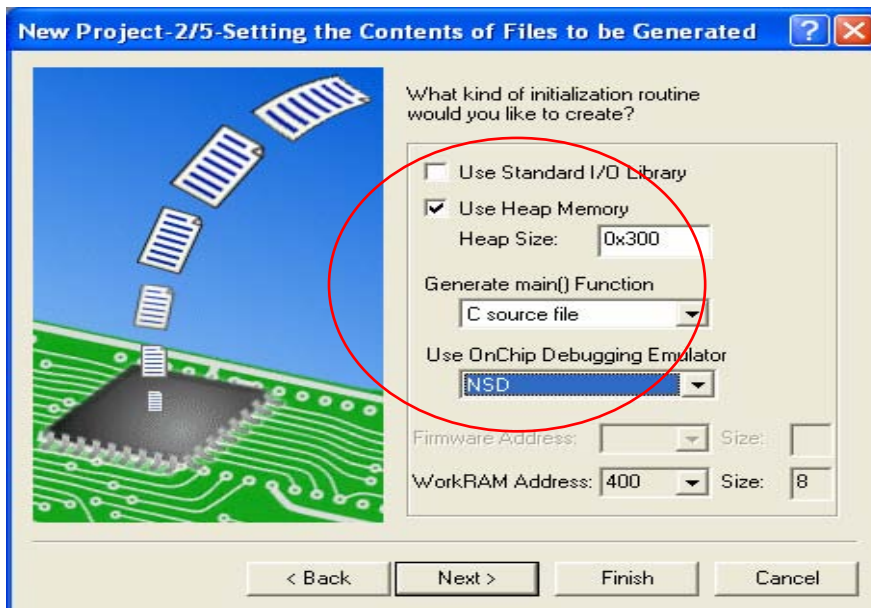 New Project-2/5-Setting the Contents of Files to be Generated
What kind of initialization routine
would you like to create?
Use Standard I/O Library
Use Heap Memory
Heap Size: 0x300
Generate main() Function
C source file
Use OnChip Debugging Emulator
NSD
Firmware Address: Size:
WorkRAM Address: 400 Size: 8
< Back Next > Finish Cancel